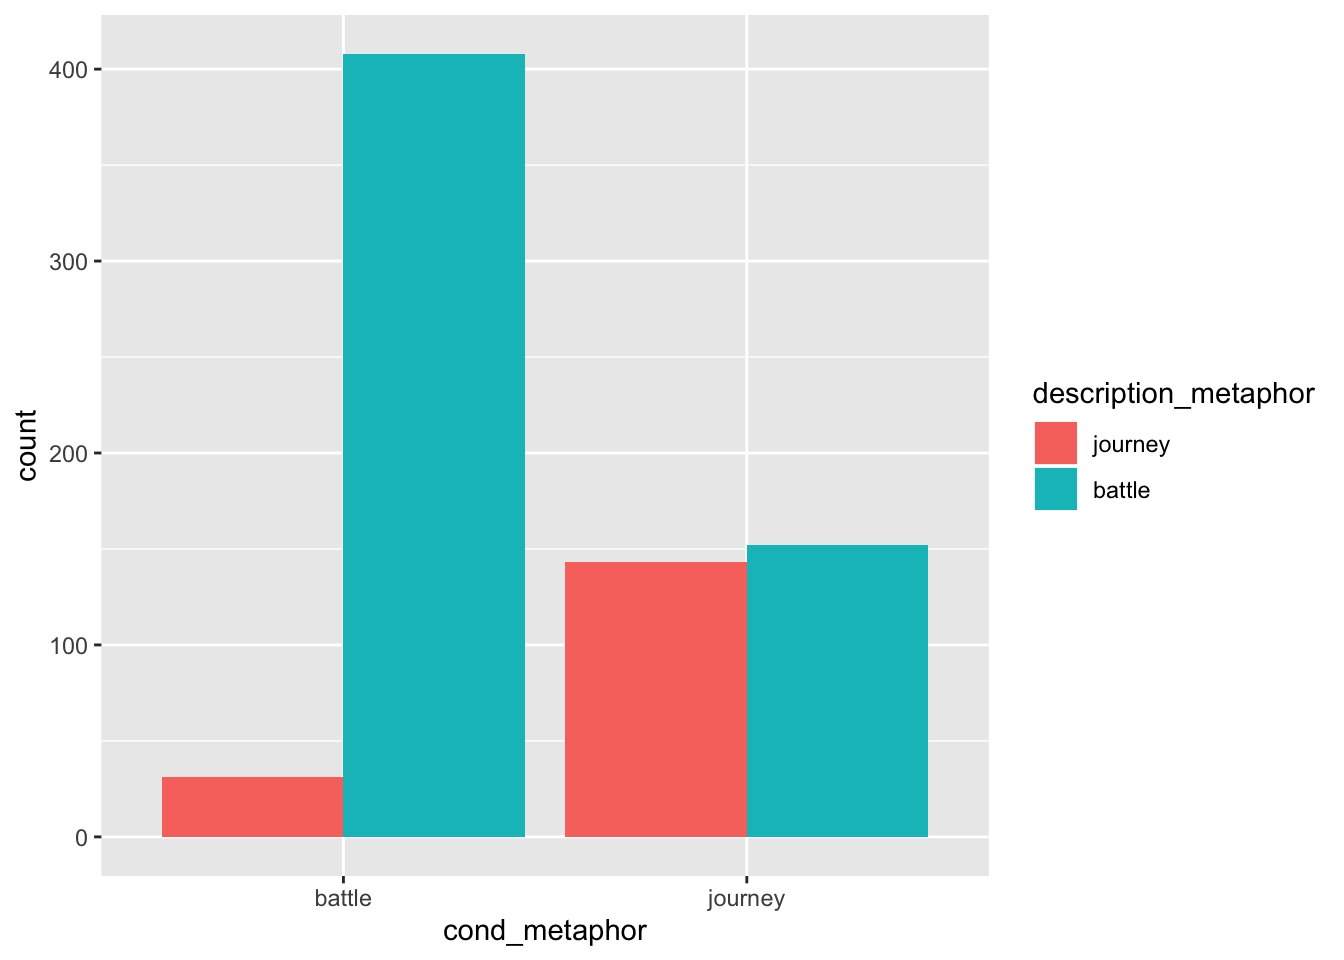 400
300
200
100
0
count
battle
journey
cond_metaphor
description_metaphor
journey
battle